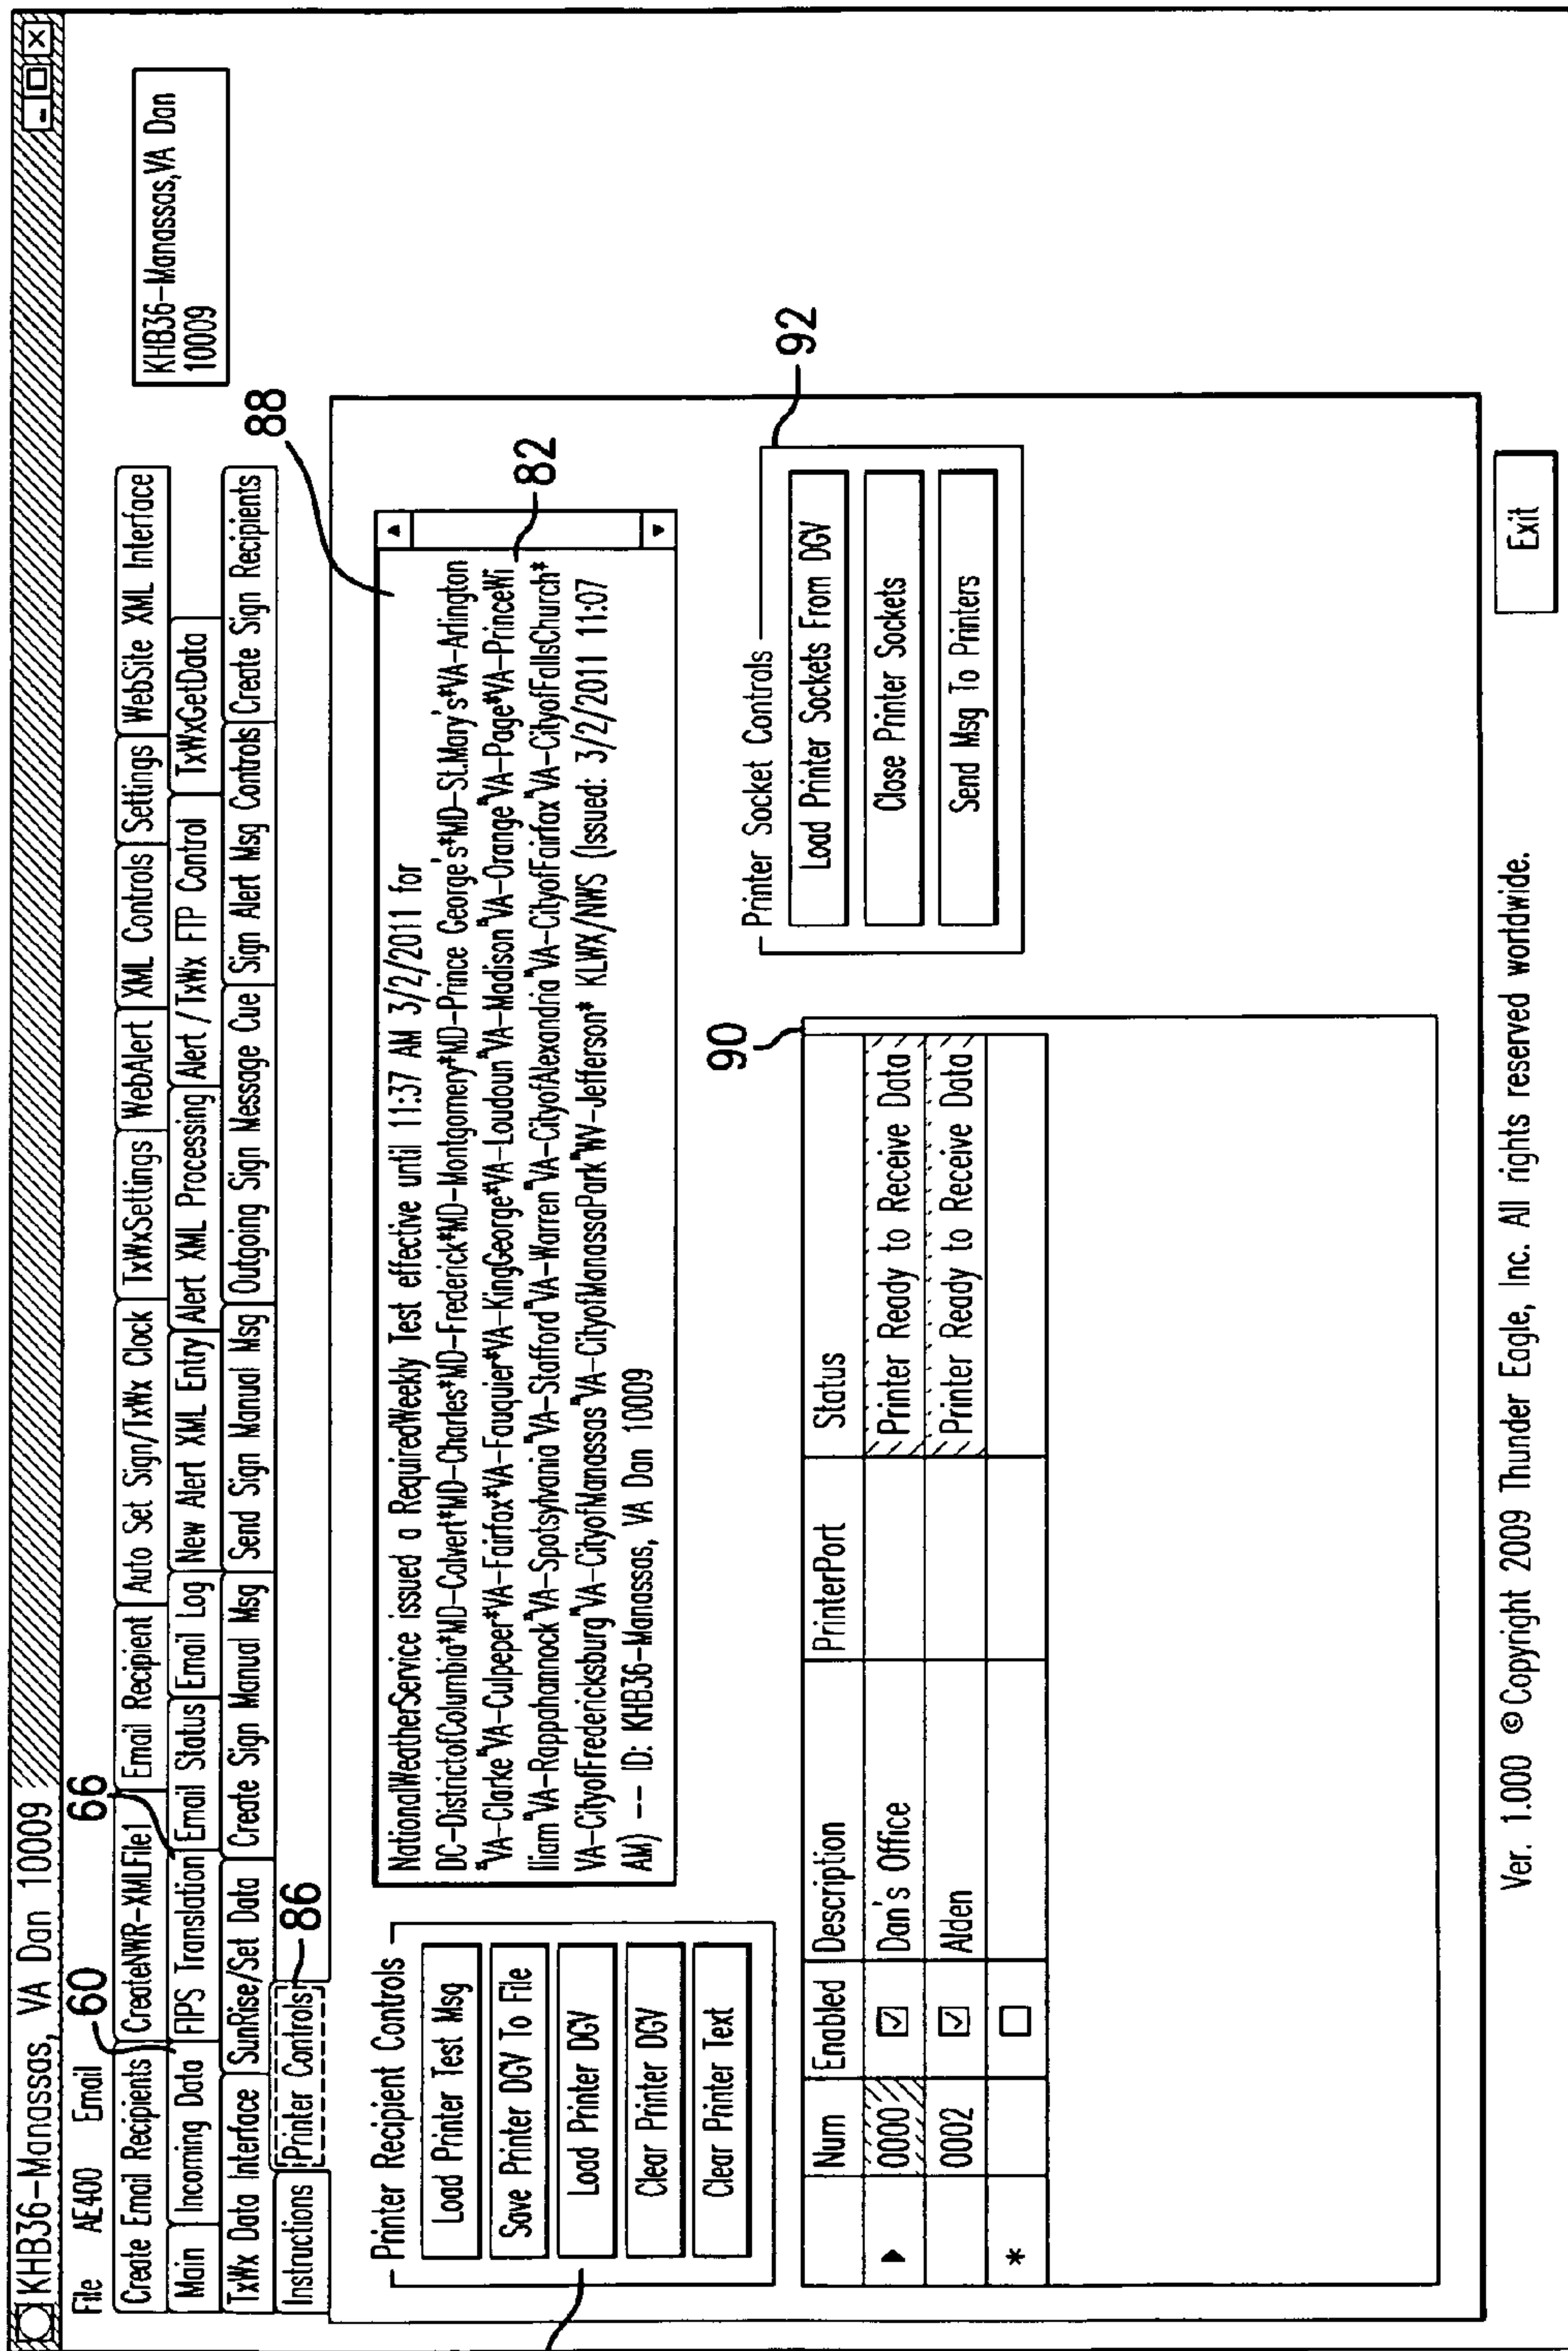 KHB36-Manassas, VA Dan 10009
File AE400 Email
60
66
Create Email Recipients CreateNWR-XMLFile1 Email Recipient Auto Set Sign/TxWx Clock TxWxSettings WebAlert XML Controls Settings WebSite XML Interface
Main Incoming Data FIPS Translation Email Status Email Log New Alert XML Entry Alert XML Processing Alert / TxWx FTP Control TxWxGetData
TxWx Data Interface SunRise/Set Data Create Sign Manual Msg Send Sign Manual Msg Outgoing Sign Message Cue Sign Alert Msg Controls Create Sign Recipients
Instructions Printer Controls
86
KHB36-Manassas,VA Dan
10009
88
Printer Recipient Controls
Load Printer Test Msg
Save Printer DGV To File
Load Printer DGV
Clear Printer DGV
Clear Printer Text
NationalWeatherService issued a RequiredWeekly Test effective until 11:37 AM 3/2/2011 for
DC-DistrictofColumbia*MD-Calvert*MD-Charles*MD-Frederick*MD-Montgomery*MD-Prince George's*MD-St.Mary's*VA-Arlington
*VA-Clarke*VA-Culpeper*VA-Fairfax*VA-Fauquier*VA-KingGeorge*VA-Loudoun*VA-Madison*VA-Orange*VA-Page*VA-PrinceWi
lliam*VA-Rappahannock*VA-Spotsylvania*VA-Stafford*VA-Warren*VA-CityofAlexandria*VA-CityofFairfax*VA-CityofFallsChurch*
VA-CityofFredericksburg*VA-CityofManassas*VA-CityofManassaPark*WV-Jefferson* KLWX/NWS (Issued: 3/2/2011 11:07
AM) -- ID: KHB36-Manassas, VA Dan 10009
82
90
Num Enabled Description PrinterPort Status
0000 Dan's Office Printer Ready to Receive Data
0002 Alden Printer Ready to Receive Data
*
92
Printer Socket Controls
Load Printer Sockets From DGV
Close Printer Sockets
Send Msg To Printers
Exit
Ver. 1.000 ©Copyright 2009 Thunder Eagle, Inc. All rights reserved worldwide.